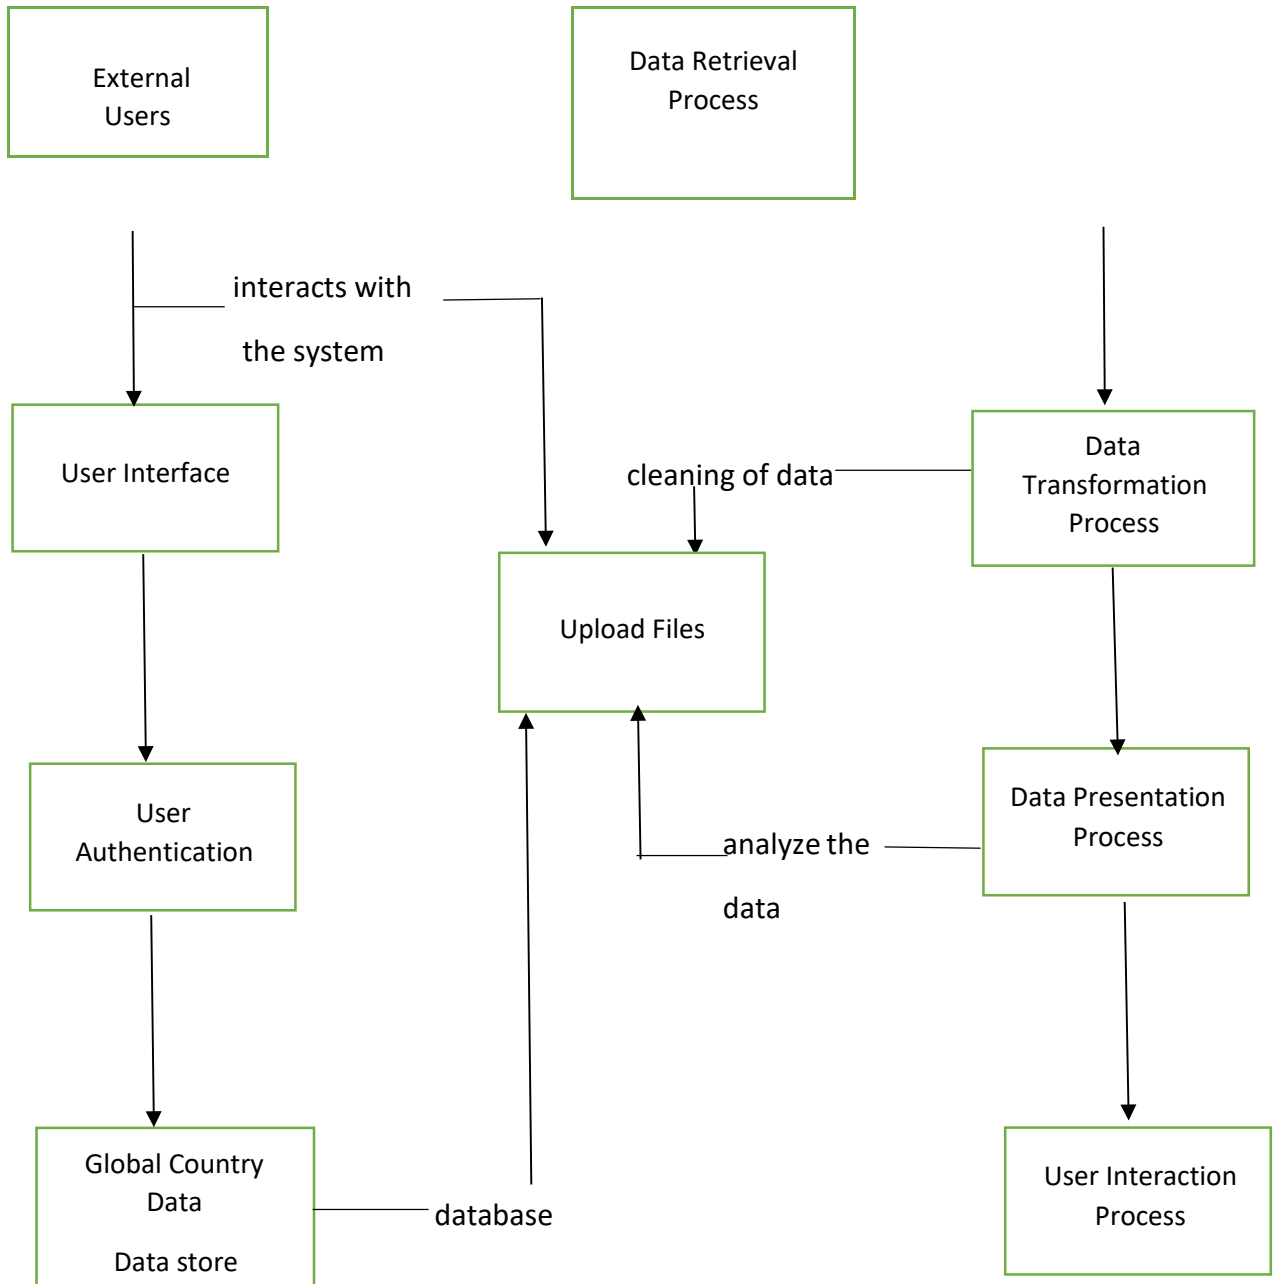 External
Users
Data Retrieval
Process
interacts with
the system
User Interface
cleaning of data
Data
Transformation
Process
Upload Files
User
Authentication
Data Presentation
Process
analyze the
data
Global Country
Data
Data store
database
User Interaction
Process